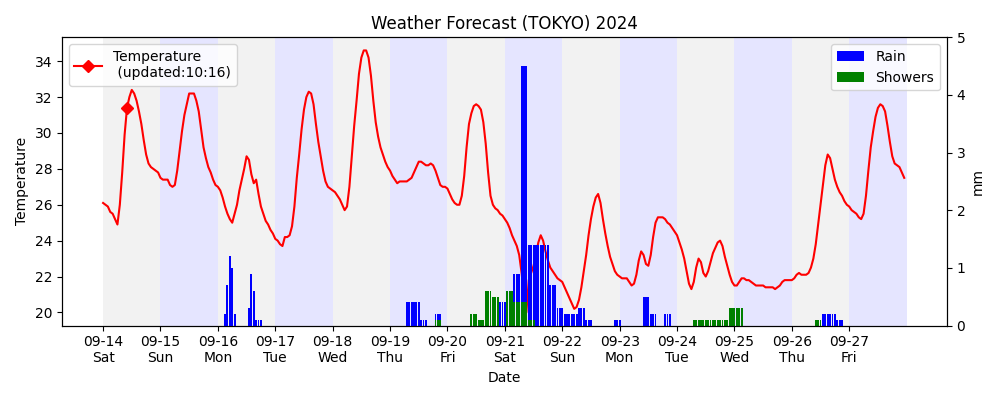 Weather Forecast (TOKYO) 2024
Temperature
(updated:10:16)
Rain
Showers
Temperature
34
32
30
28
26
24
22
20
5
4
3
2
1
0
mm
09-14 09-15 09-16 09-17 09-18 09-19 09-20 09-21 09-22 09-23 09-24 09-25 09-26 09-27
Sat Sun Mon Tue Wed Thu Fri Sat Sun Mon Tue Wed Thu Fri
Date